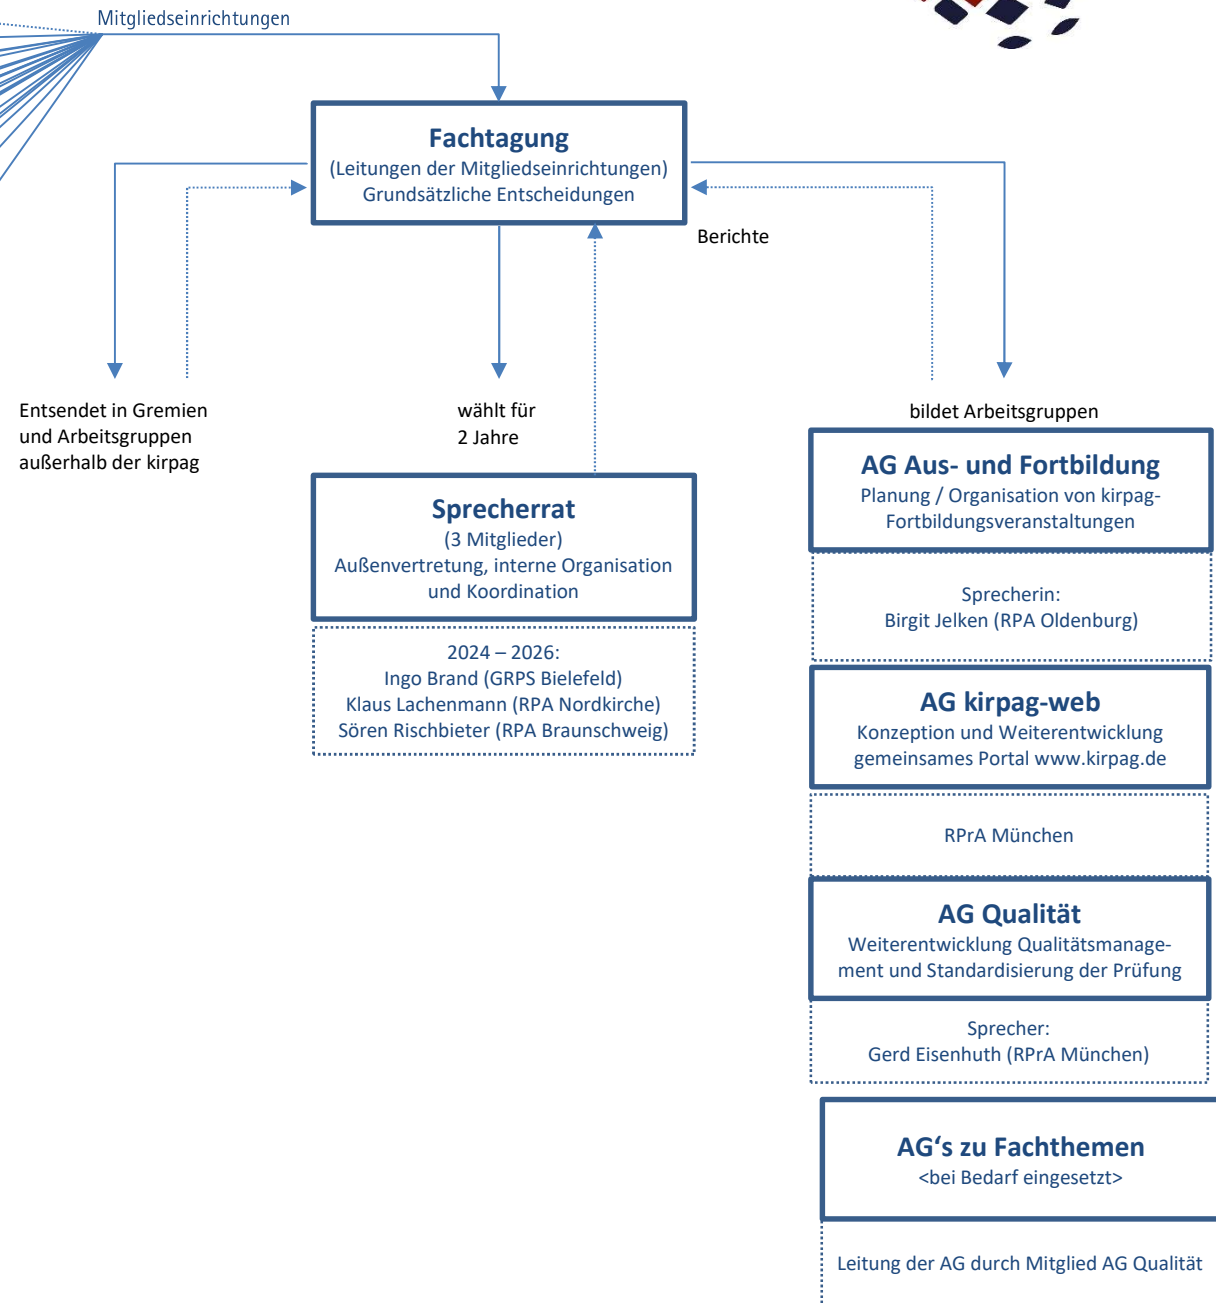 Mitgliedseinrichtungen
Fachtagung
(Leitungen der Mitgliedseinrichtungen)
Grundsätzliche Entscheidungen
Berichte
Entsendet in Gremien
und Arbeitsgruppen
außerhalb der kirpag
wählt für
2 Jahre
Sprecherrat
(3 Mitglieder)
Außenvertretung, interne Organisation
und Koordination
2024 – 2026:
Ingo Brand (GRPS Bielefeld)
Klaus Lachenmann (RPA Nordkirche)
Sören Rischbieter (RPA Braunschweig)
bildet Arbeitsgruppen
AG Aus- und Fortbildung
Planung / Organisation von kirpag-
Fortbildungsveranstaltungen
Sprecherin:
Birgit Jelken (RPA Oldenburg)
AG kirpag-web
Konzeption und Weiterentwicklung
gemeinsames Portal www.kirpag.de
RPrA München
AG Qualität
Weiterentwicklung Qualitätsmanage-
ment und Standardisierung der Prüfung
Sprecher:
Gerd Eisenhuth (RPrA München)
AG‘s zu Fachthemen
<bei Bedarf eingesetzt>
Leitung der AG durch Mitglied AG Qualität